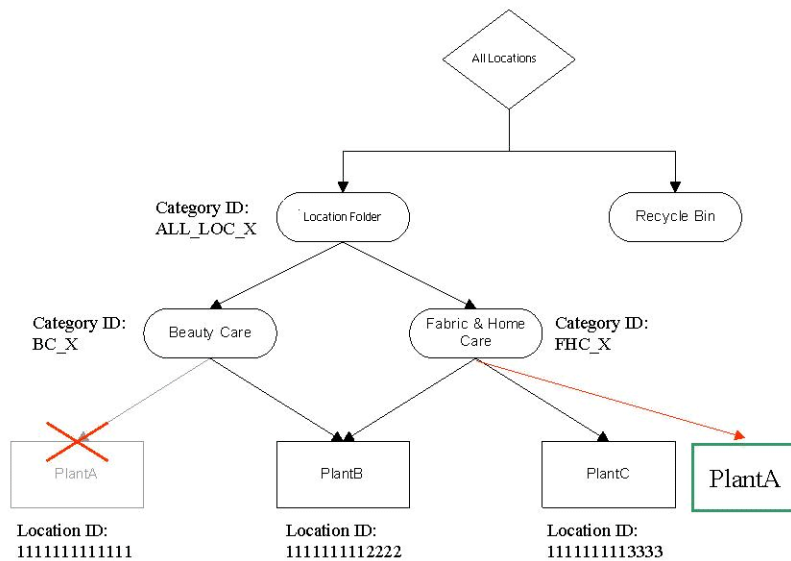 All Locations
Category ID:
ALL_LOC_X
Location Folder
Recycle Bin
Category ID:
BC_X
Beauty Care
Fabric & Home
Care
Category ID:
FHC_X
PlantA
PlantB
PlantC
PlantA
Location ID:
1111111111111
Location ID:
1111111112222
Location ID:
1111111113333